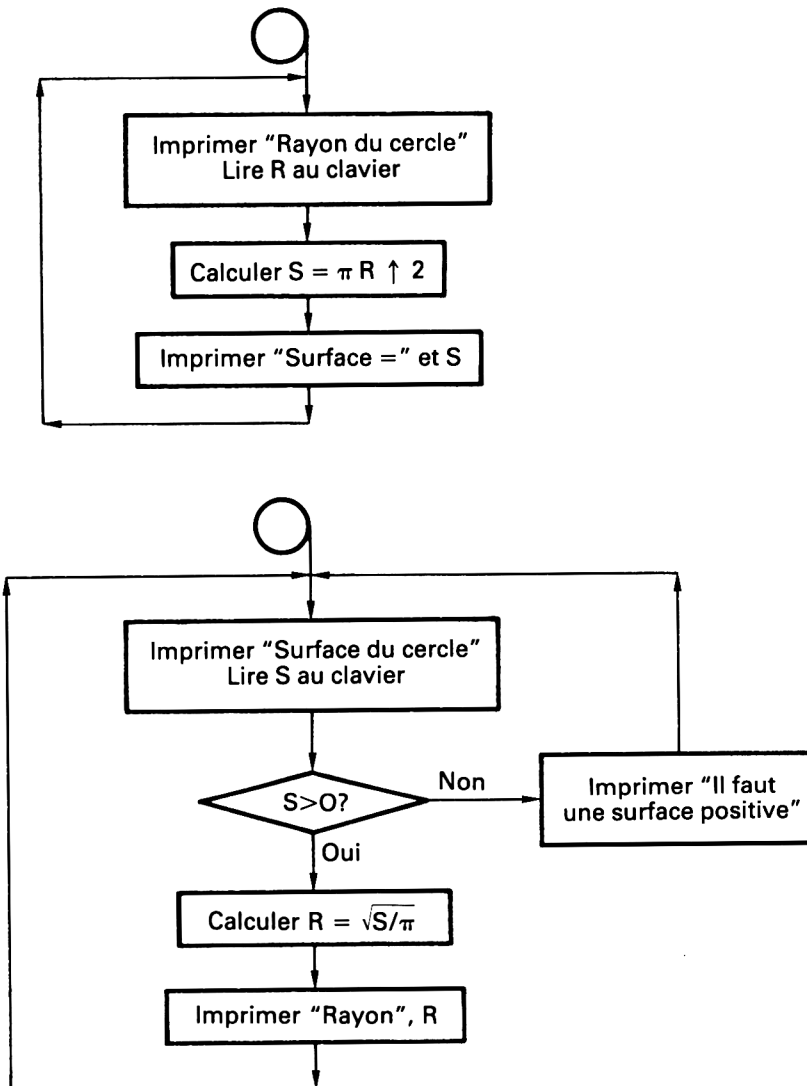 Imprimer “Rayon du cercle”
Lire R au clavier
Calculer S = π R ↑ 2
Imprimer “Surface =” et S
Imprimer “Surface du cercle”
Lire S au clavier
S>O?
Non
Imprimer “Il faut
une surface positive”
Oui
Calculer R = √S/π
Imprimer “Rayon”, R